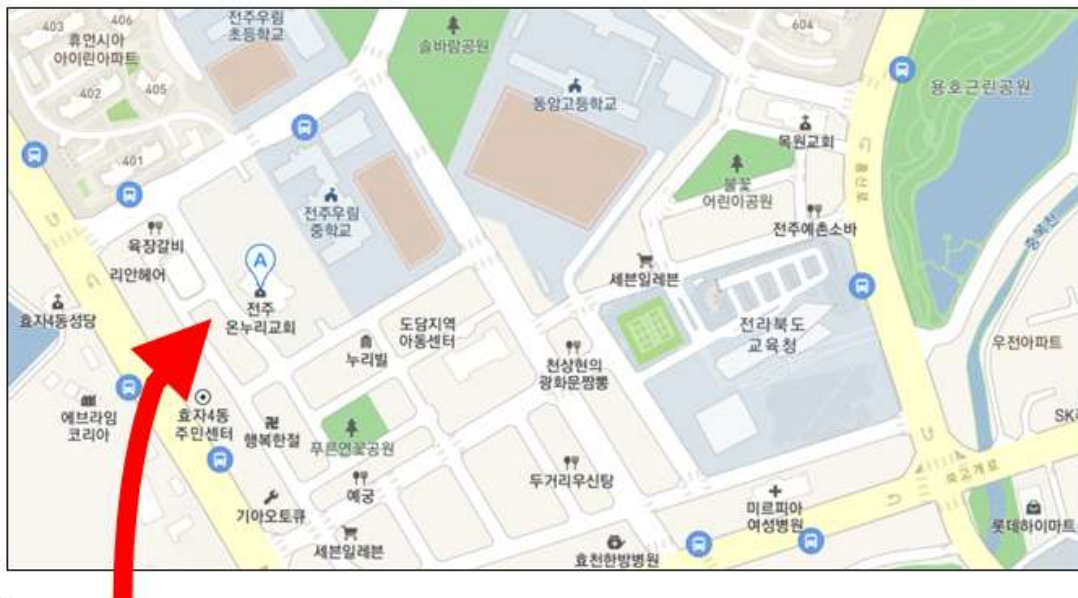 403
406
휴먼시아
아이린아파트
402
405
401
전주우림
초등학교
솔바람공원
동암고등학교
604
용호근린공원
목원교회
불꽃
어린이공원
홍산로
전주예촌소바
중복천
전주우림
중학교
육장갈비
리안헤어
A
전주
온누리교회
효자4동성당
세븐일레븐
전라북도
교육청
우전아파트
도담지역
아동센터
누리빌
천상현의
광화문짬뽕
에브라임
코리아
효자4동
주민센터
행복한절
푸른연꽃공원
SK
두거리우신탕
예궁
기아오토큐
세븐일레븐
미르피아
여성병원
효천한방병원
롯데하이마트